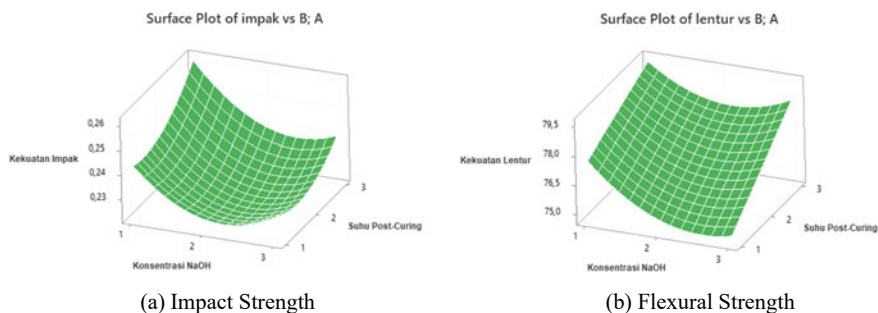 Surface Plot of impak vs B; A
0,26
0,25
Kekuatan Impak
0,24
0,23
3
2
Suhu Post-Curing
1
1
2
3
Konsentrasi NaOH
(a) Impact Strength
Surface Plot of lentur vs B; A
79,5
78,0
Kekuatan Lentur
76,5
75,0
3
2
Suhu Post-Curing
1
1
2
3
Konsentrasi NaOH
(b) Flexural Strength